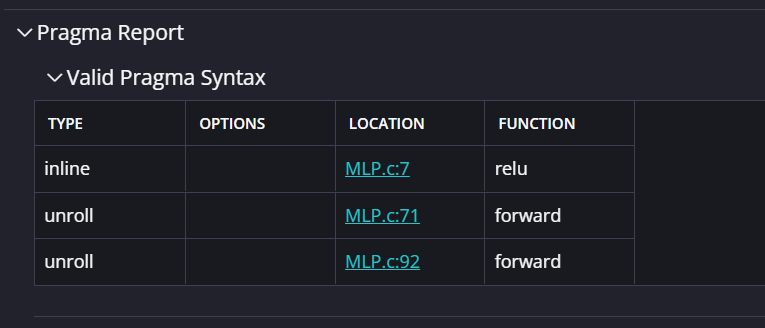 Pragma Report
Valid Pragma Syntax
TYPE OPTIONS LOCATION FUNCTION
inline MLP.c:7 relu
unroll MLP.c:71 forward
unroll MLP.c:92 forward